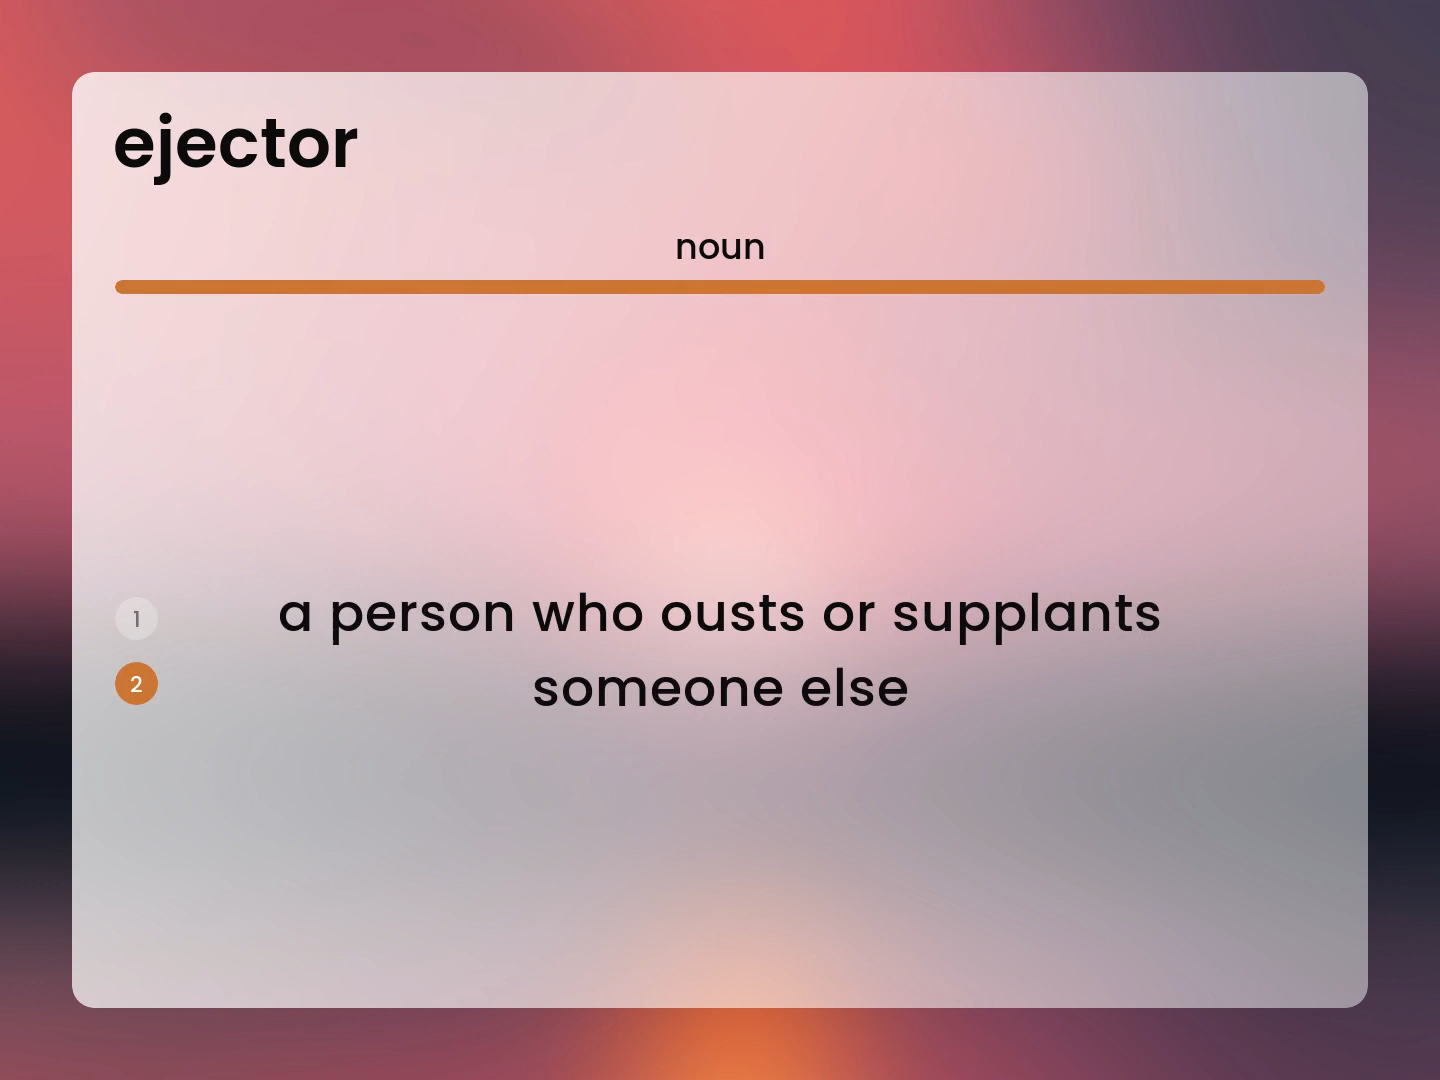 ejector
noun
1
2
a person who ousts or supplants
someone else